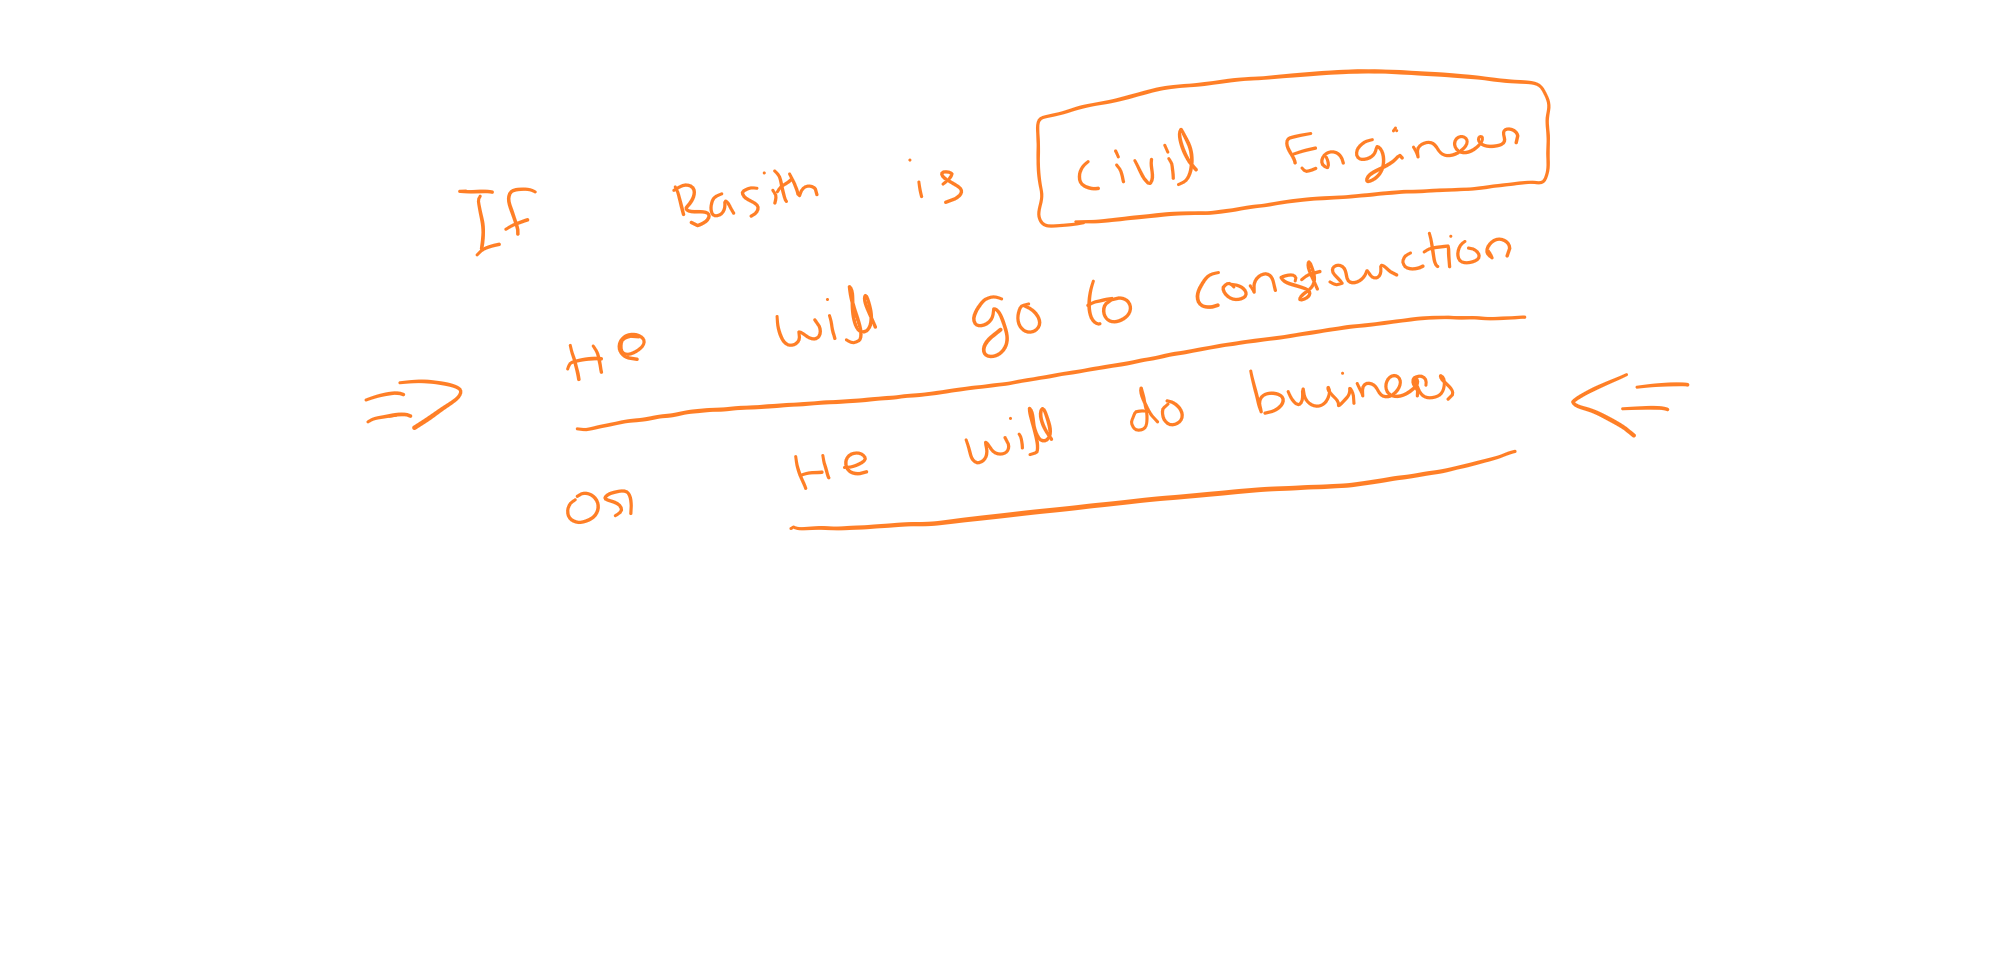 If Basith is Civil Engineer
He will go to construction
or He will do business